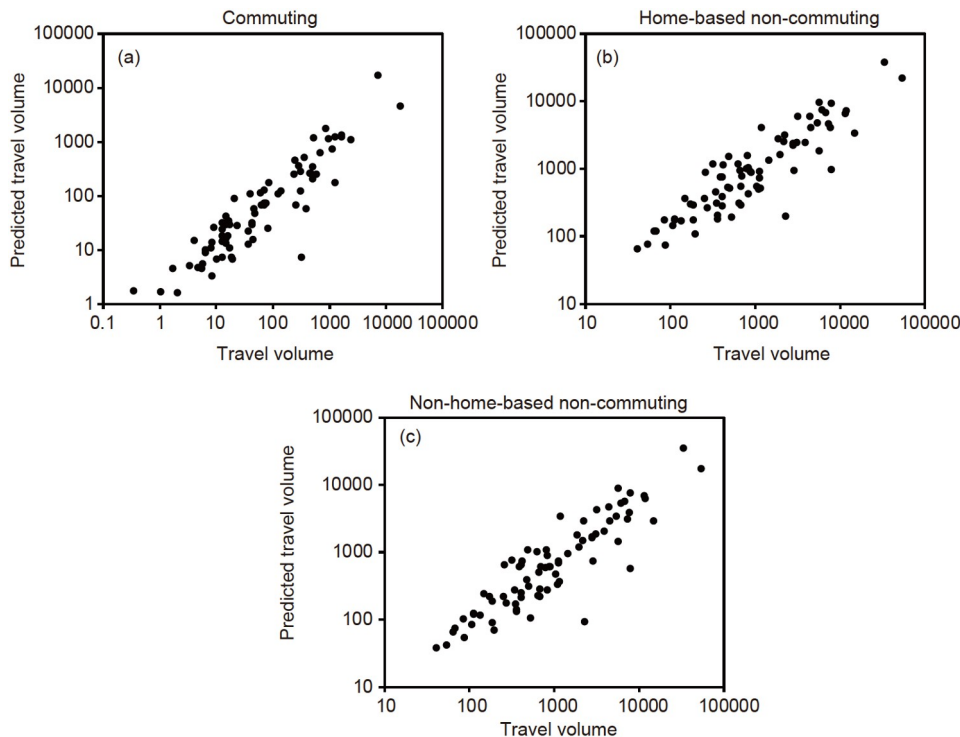 Commuting
(a)
Predicted travel volume
100000
10000
1000
100
10
1
0.1 1 10 100 1000 10000 100000
Travel volume
Home-based non-commuting
(b)
Predicted travel volume
100000
10000
1000
100
10
10 100 1000 10000 100000
Travel volume
Non-home-based non-commuting
(c)
Predicted travel volume
100000
10000
1000
100
10
10 100 1000 10000 100000
Travel volume